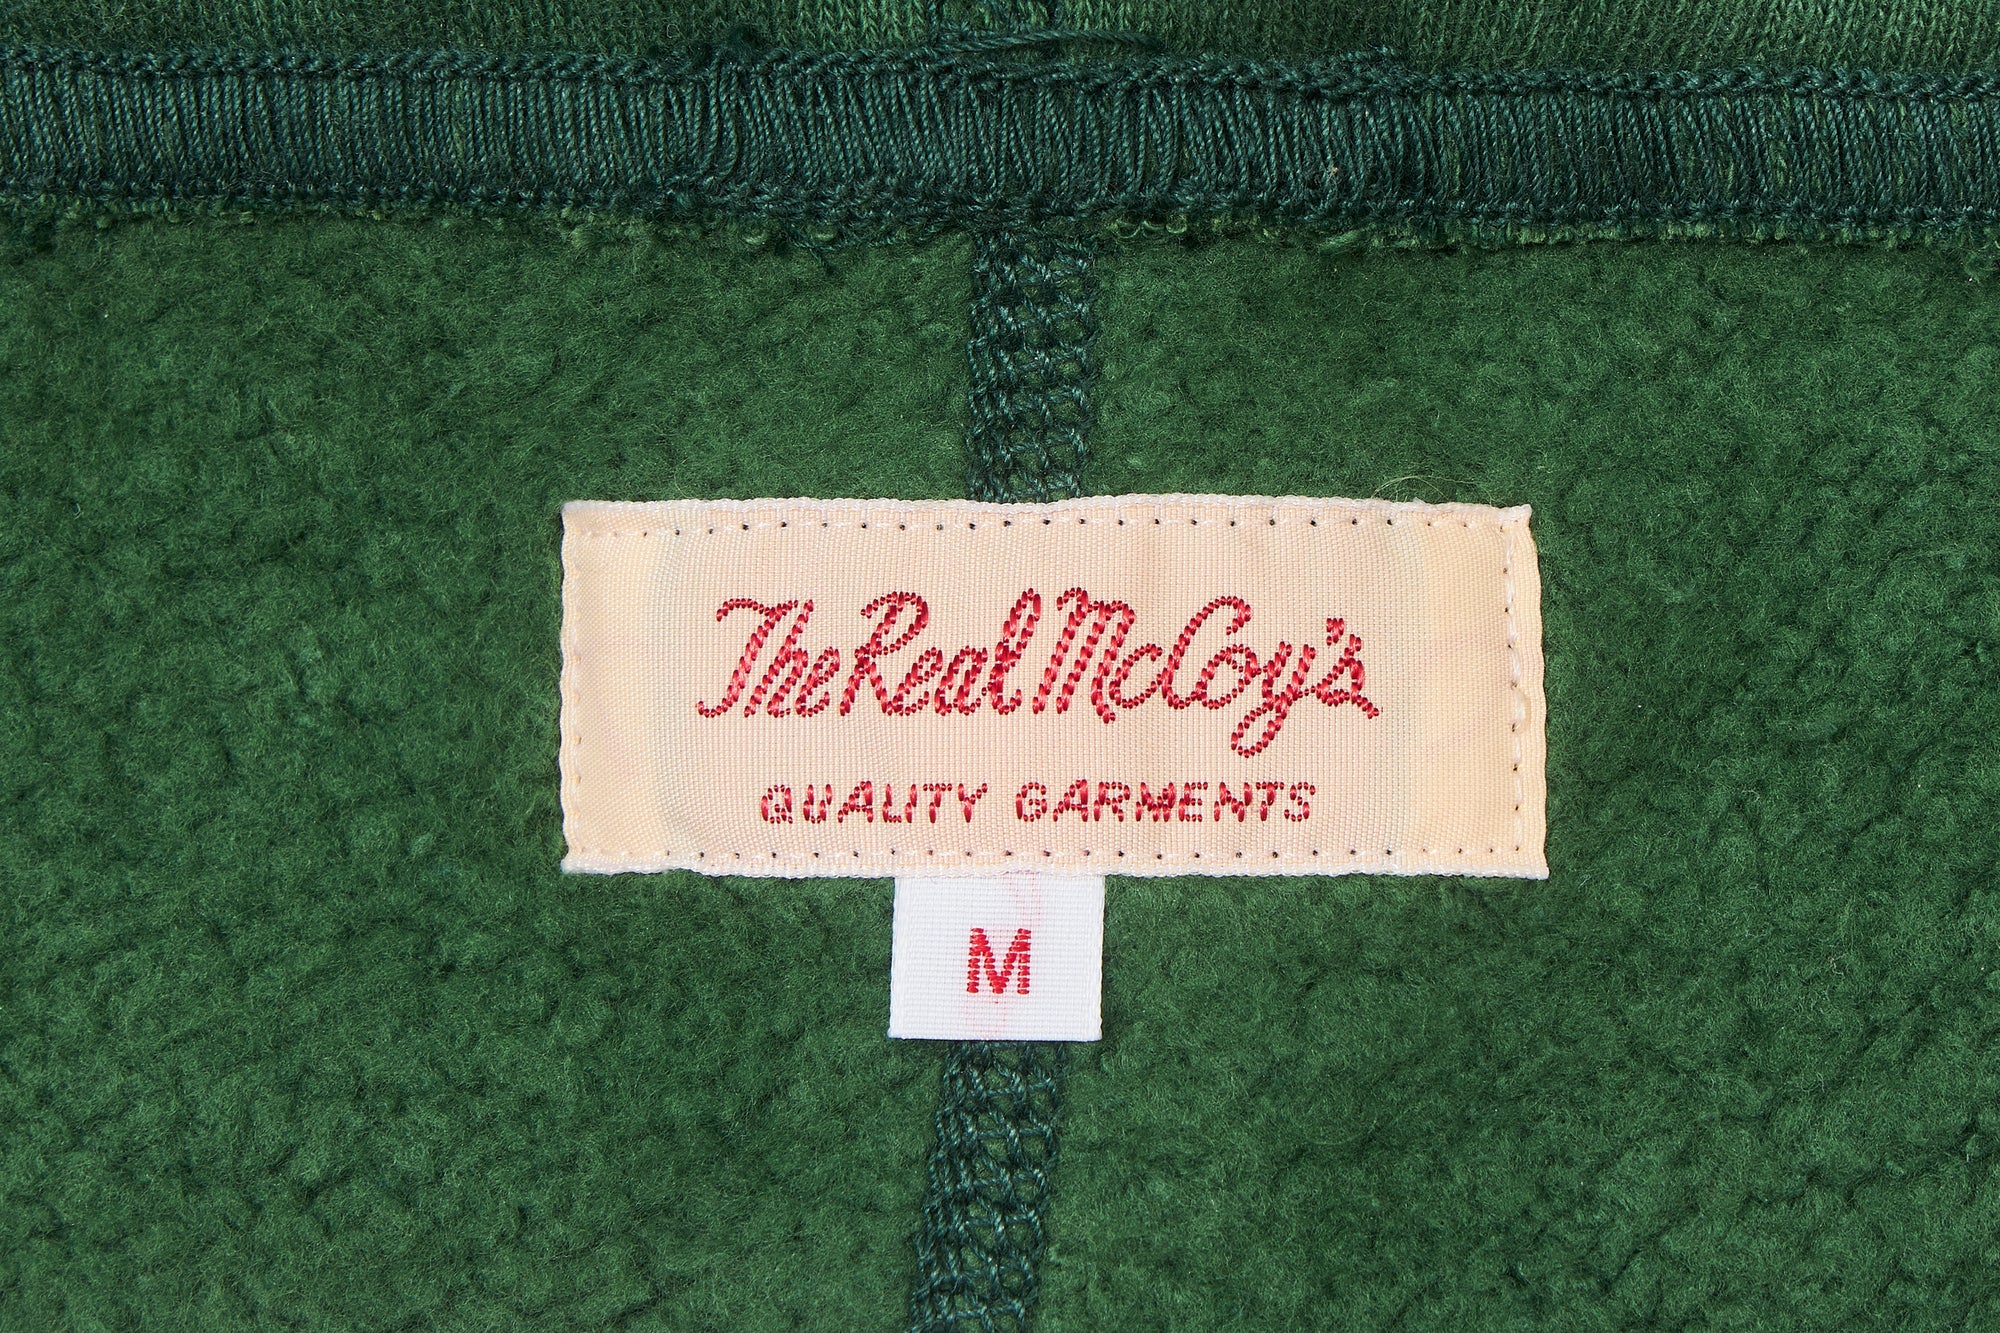 The Real McCoy's
QUALITY GARMENTS
M